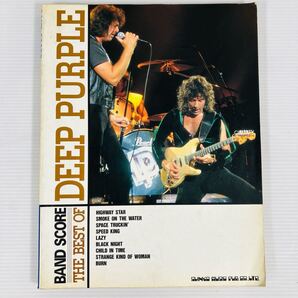 BAND SCORE
THE BEST OF
DEEP PURPLE
HIGHWAY STAR
SMOKE ON THE WATER
SPACE TRUCKIN'
SPEED KING
LAZY
BLACK NIGHT
CHILD IN TIME
STRANGE KIND OF WOMAN
BURN